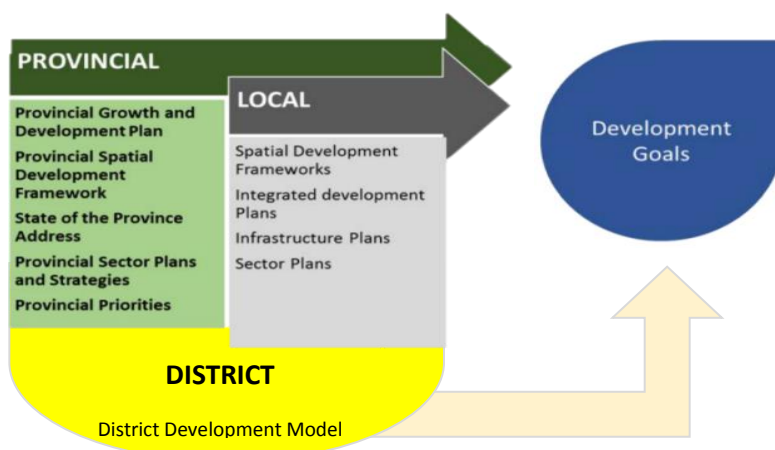 PROVINCIAL
Provincial Growth and
Development Plan
Provincial Spatial
Development
Framework
State of the Province
Address
Provincial Sector Plans
and Strategies
Provincial Priorities
LOCAL
Spatial Development
Frameworks
Integrated development
Plans
Infrastructure Plans
Sector Plans
Development
Goals
DISTRICT
District Development Model